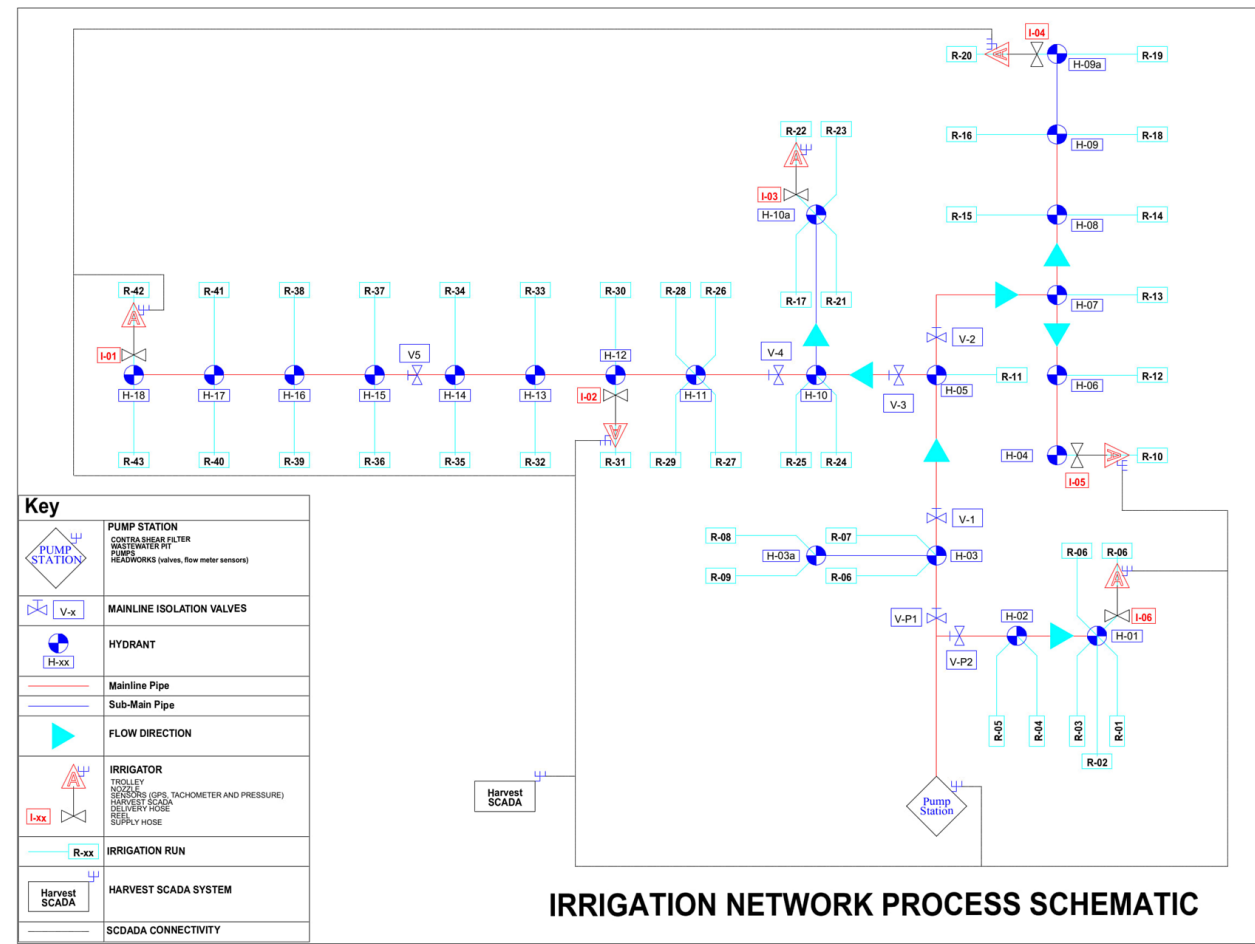 I-04
R-20
H-09a
R-19
R-22
R-23
R-16
H-09
R-18
I-03
H-10a
R-15
H-08
R-14
R-42
R-41
R-38
R-37
R-34
R-33
R-30
R-28
R-26
R-17
R-21
H-07
R-13
V-2
I-01
V5
H-12
V-4
H-18
H-17
H-16
H-15
H-14
H-13
I-02
H-11
H-10
V-3
H-05
R-11
H-06
R-12
R-43
R-40
R-39
R-36
R-35
R-32
R-31
R-29
R-27
R-25
R-24
H-04
R-10
I-05
V-1
R-08
R-07
H-03a
H-03
R-09
R-06
R-06
R-06
V-P1
H-02
I-06
H-01
V-P2
R-05
R-04
R-03
R-01
R-02
Harvest
SCADA
Pump
Station
Key
PUMP
STATION
PUMP STATION
CONTRA SHEAR FILTER
WASTEWATER PIT
PUMPS
HEADWORKS (valves, flow meter sensors)
V-x
MAINLINE ISOLATION VALVES
HYDRANT
H-xx
Mainline Pipe
Sub-Main Pipe
FLOW DIRECTION
IRRIGATOR
TROLLEY
NOZZLE
SENSORS (GPS, TACHOMETER AND PRESSURE)
HARVEST SCADA
DELIVERY HOSE
REEL
SUPPLY HOSE
I-xx
R-xx
IRRIGATION RUN
Harvest
SCADA
HARVEST SCADA SYSTEM
SCDADA CONNECTIVITY
IRRIGATION NETWORK PROCESS SCHEMATIC